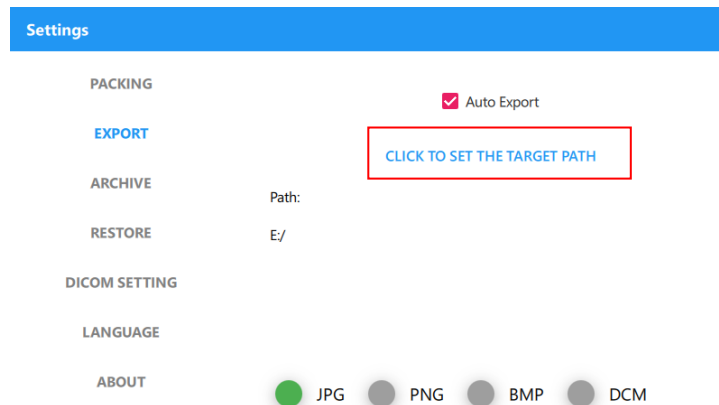 Settings
PACKING
EXPORT
ARCHIVE
RESTORE
DICOM SETTING
LANGUAGE
ABOUT
Auto Export
CLICK TO SET THE TARGET PATH
Path:
E:/
JPG PNG BMP DCM